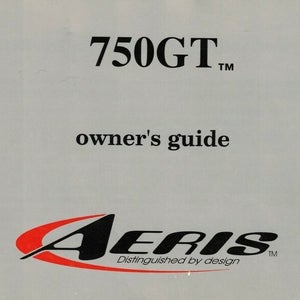 750GT™
owner's guide
AERIS™
Distinguished by design